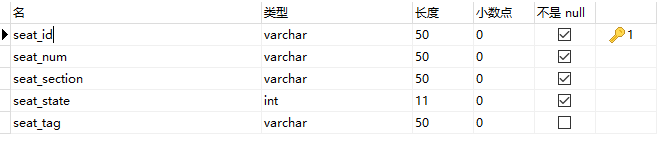 名 类型 长度 小数点 不是 null
seat_id varchar 50 0 1
seat_num varchar 50 0
seat_section varchar 50 0
seat_state int 11 0
seat_tag varchar 50 0